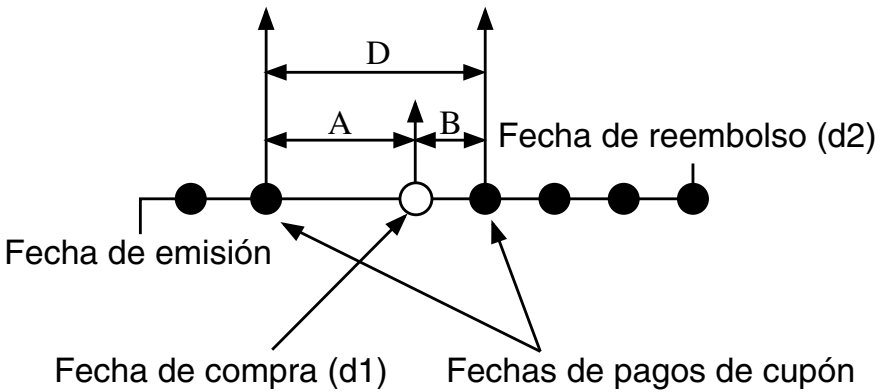 D
A B
Fecha de reembolso (d2)
Fecha de emisión
Fecha de compra (d1) Fechas de pagos de cupón